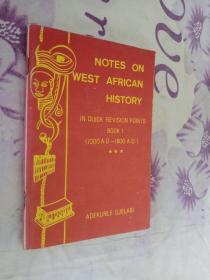 NOTES ON
WEST AFRICAN
HISTORY
IN QUICK REVISION POINTS
BOOK 1
(1000 A.D.-1800 A.D.)
ADEKUNLE OJELABI